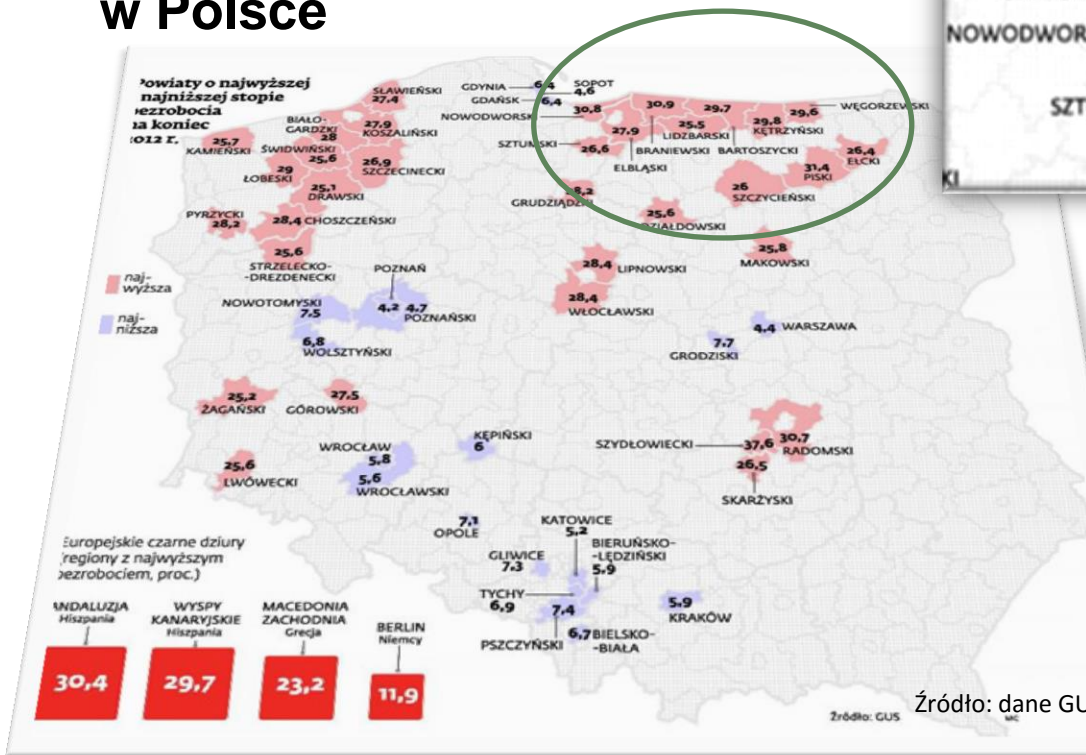 w Polsce
Powiaty o najwyższej
i najniższej stopie
bezrobocia
na koniec
2012 r.
GDYNIA 6,4
SOPOT
4,6
GDAŃSK 6,4
NOWODWORSKI 30,8
30,9
29,7
29,6 WĘGORZEWSKI
SŁAWIEŃSKI
27,4
BIAŁO-
GARDZKI
28
27,9
KOSZALIŃSKI
25,7
KAMIEŃSKI
ŚWIDWIŃSKI
25,6
26,9
SZCZECINECKI
29
ŁOBESKI
25,1
DRAWSKI
PYRZYCKI
28,2
28,4 CHOSZCZEŃSKI
25,6
STRZELECKO-
-DREZDENECKI
SZTUMSKI
26,6
27,9
ELBLĄSKI
BRANIEWSKI
25,5
LIDZBARSKI
BARTOSZYCKI
29,8
KĘTRZYŃSKI
26,4
EŁCKI
31,4
PISKI
26
SZCZYCIEŃSKI
28,2
GRUDZIĄDZKI
25,6
DZIAŁDOWSKI
25,8
MAKOWSKI
28,4 LIPNOWSKI
28,4
WŁOCŁAWSKI
naj-
wyższa
naj-
niższa
POZNAŃ
4,2 4,7
POZNAŃSKI
NOWOTOMYSKI
7,5
6,8
WOLSZTYŃSKI
4,4 WARSZAWA
7,7
GRODZISKI
25,2
ŻAGAŃSKI
27,5
GÓROWSKI
25,6
LWÓWECKI
WROCŁAW
5,8
5,6
WROCŁAWSKI
KĘPIŃSKI
6
SZYDŁOWIECKI 37,6
30,7
RADOMSKI
26,5
SKARŻYSKI
7,1
OPOLE
KATOWICE
5,2
BIERUŃSKO-
-LĘDZIŃSKI
5,9
GLIWICE
7,3
TYCHY
6,9
7,4
PSZCZYŃSKI
6,7 BIELSKO-
-BIAŁA
5,9
KRAKÓW
Europejskie czarne dziury
(regiony z najwyższym
bezrobociem, proc.)
ANDALUZJA
Hiszpania
30,4
WYSPY
KANARYJSKIE
Hiszpania
29,7
MACEDONIA
ZACHODNIA
Grecja
23,2
BERLIN
Niemcy
11,9
Źródło: GUS
Źródło: dane GU
NOWODWOR
SZT
KI